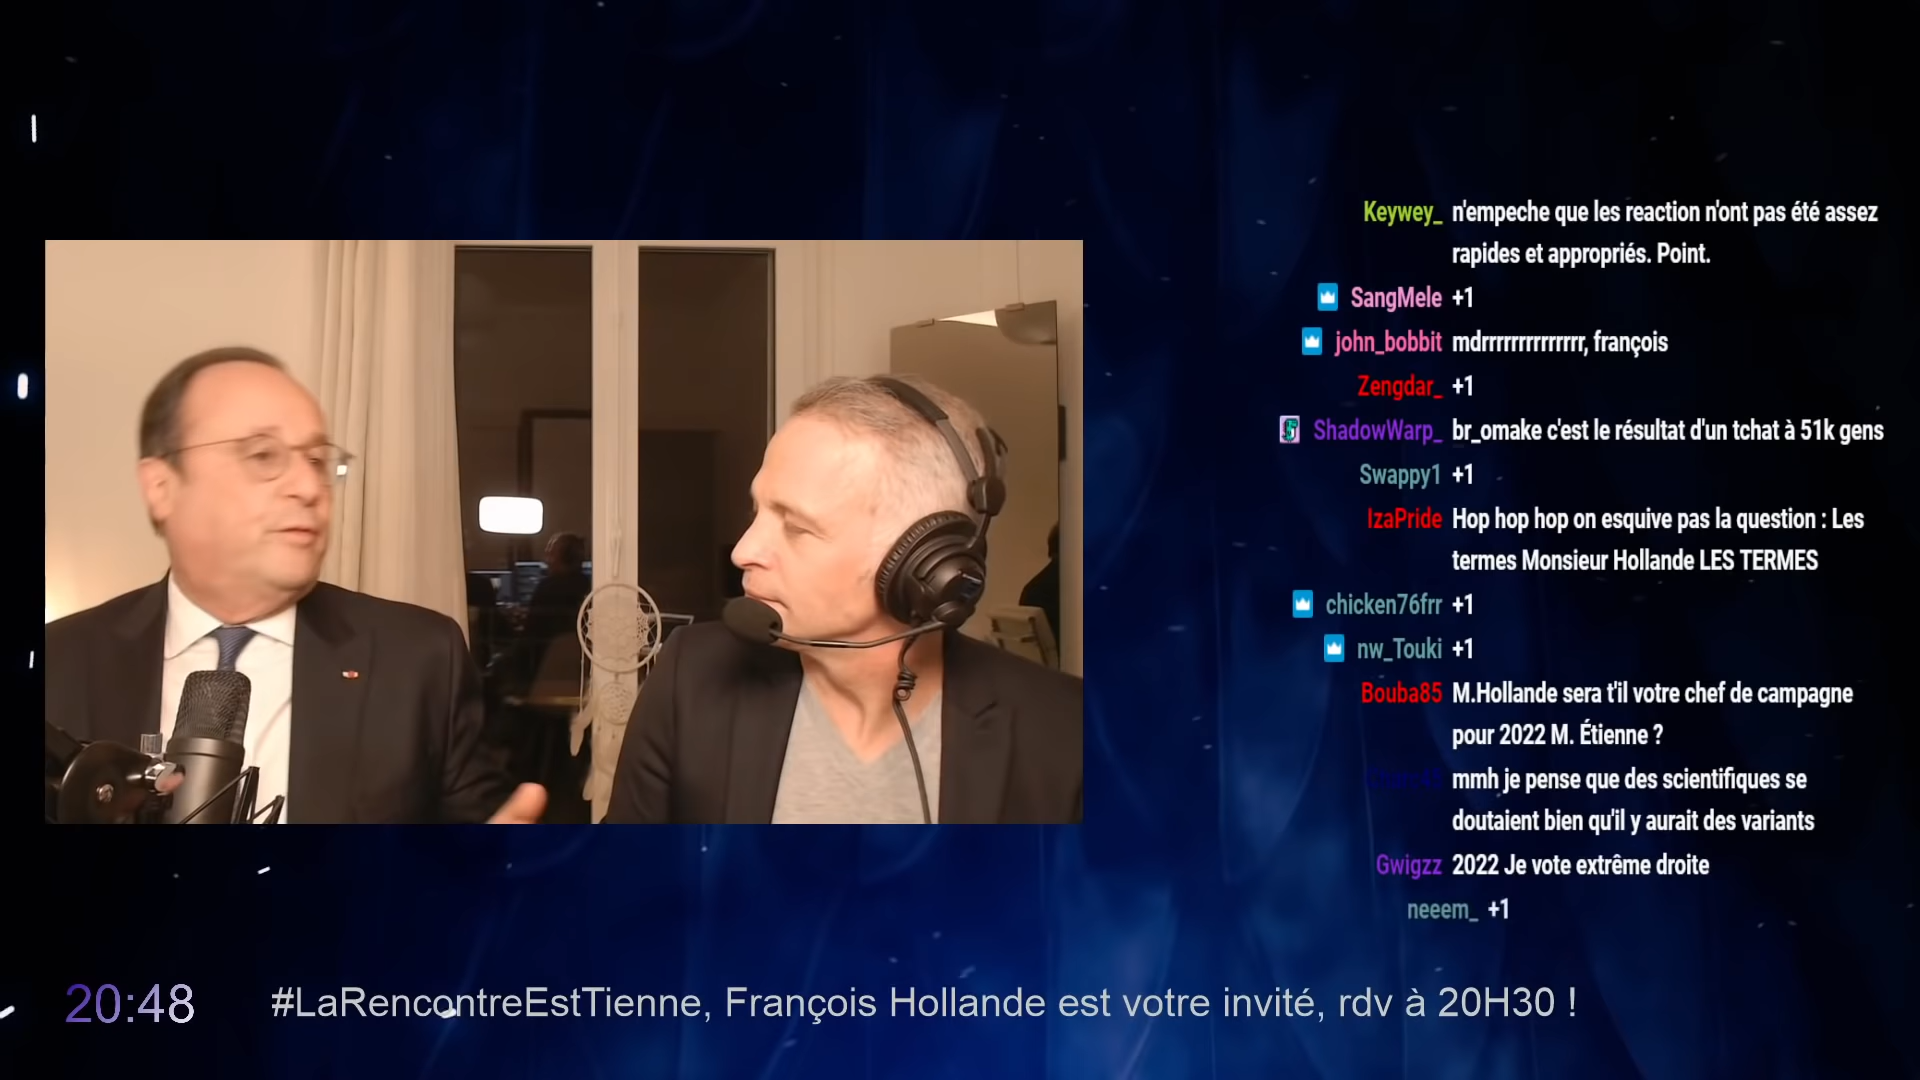 Keywey_ n'empeche que les reaction n'ont pas été assez
rapides et appropriés. Point.
SangMele +1
john_bobbit mdrrrrrrrrrrrrrr, françois
Zengdar_ +1
ShadowWarp_ br_omake c'est le résultat d'un tchat à 51k gens
Swappy1 +1
IzaPride Hop hop hop on esquive pas la question : Les
termes Monsieur Hollande LES TERMES
chicken76frr +1
nw_Touki +1
Bouba85 M.Hollande sera t'il votre chef de campagne
pour 2022 M. Étienne ?
mmh je pense que des scientifiques se
doutaient bien qu'il y aurait des variants
Gwigzz 2022 Je vote extrême droite
neeem_ +1
20:48 #LaRencontreEstTienne, François Hollande est votre invité, rdv à 20H30 !